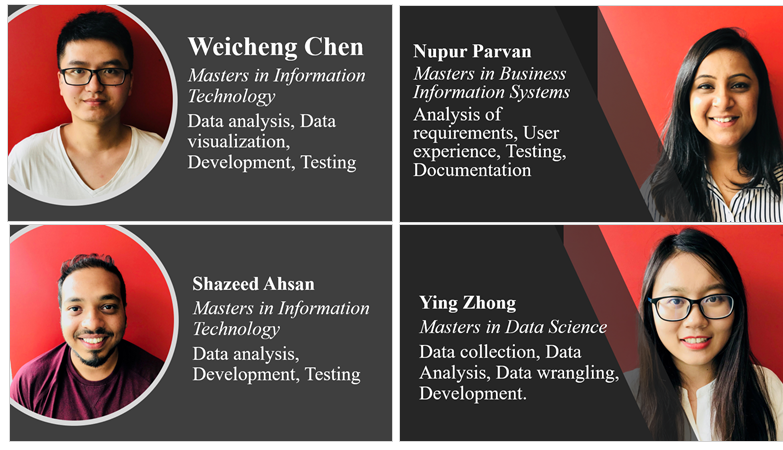 Weicheng Chen
Masters in Information
Technology
Data analysis, Data
visualization,
Development, Testing
Nupur Parvan
Masters in Business
Information Systems
Analysis of
requirements, User
experience, Testing,
Documentation
Shazeed Ahsan
Masters in Information
Technology
Data analysis,
Development, Testing
Ying Zhong
Masters in Data Science
Data collection, Data
Analysis, Data wrangling,
Development.